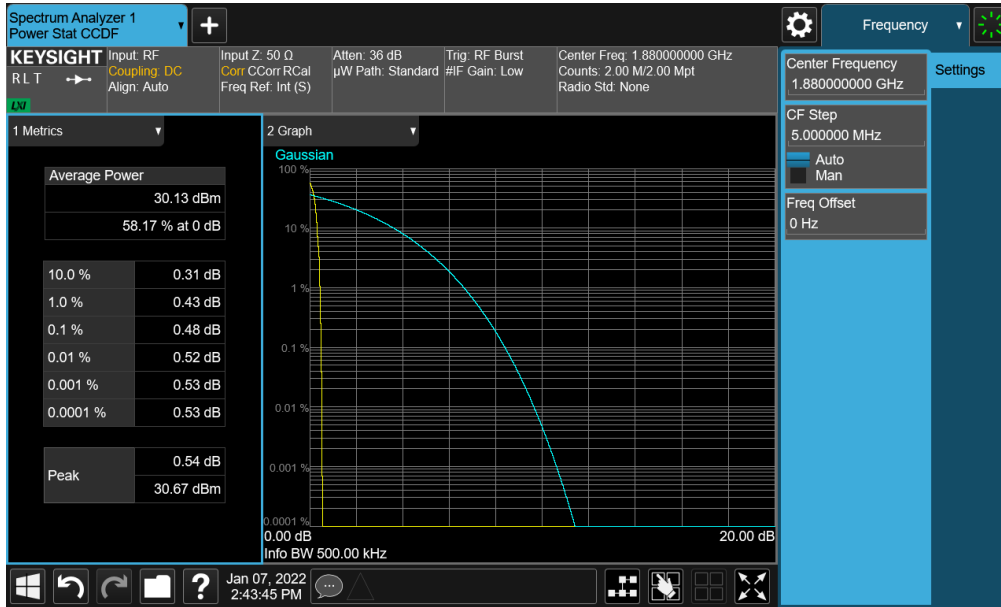 Spectrum Analyzer 1
Power Stat CCDF
Frequency
KEYSIGHT
R L T
LXI
Input: RF
Coupling: DC
Align: Auto
Input Z: 50 Ω
Corr CCorr RCal
Freq Ref: Int (S)
Atten: 36 dB
µW Path: Standard
Trig: RF Burst
#IF Gain: Low
Center Freq: 1.880000000 GHz
Counts: 2.00 M/2.00 Mpt
Radio Std: None
Center Frequency
1.880000000 GHz
Settings
CF Step
5.000000 MHz
Auto
Man
Freq Offset
0 Hz
1 Metrics
Average Power
30.13 dBm
58.17 % at 0 dB
10.0 % 0.31 dB
1.0 % 0.43 dB
0.1 % 0.48 dB
0.01 % 0.52 dB
0.001 % 0.53 dB
0.0001 % 0.53 dB
Peak
0.54 dB
30.67 dBm
2 Graph
Gaussian
100 %
10 %
1 %
0.1 %
0.01 %
0.001 %
0.0001 %
0.00 dB 20.00 dB
Info BW 500.00 kHz
?
Jan 07, 2022
2:43:45 PM